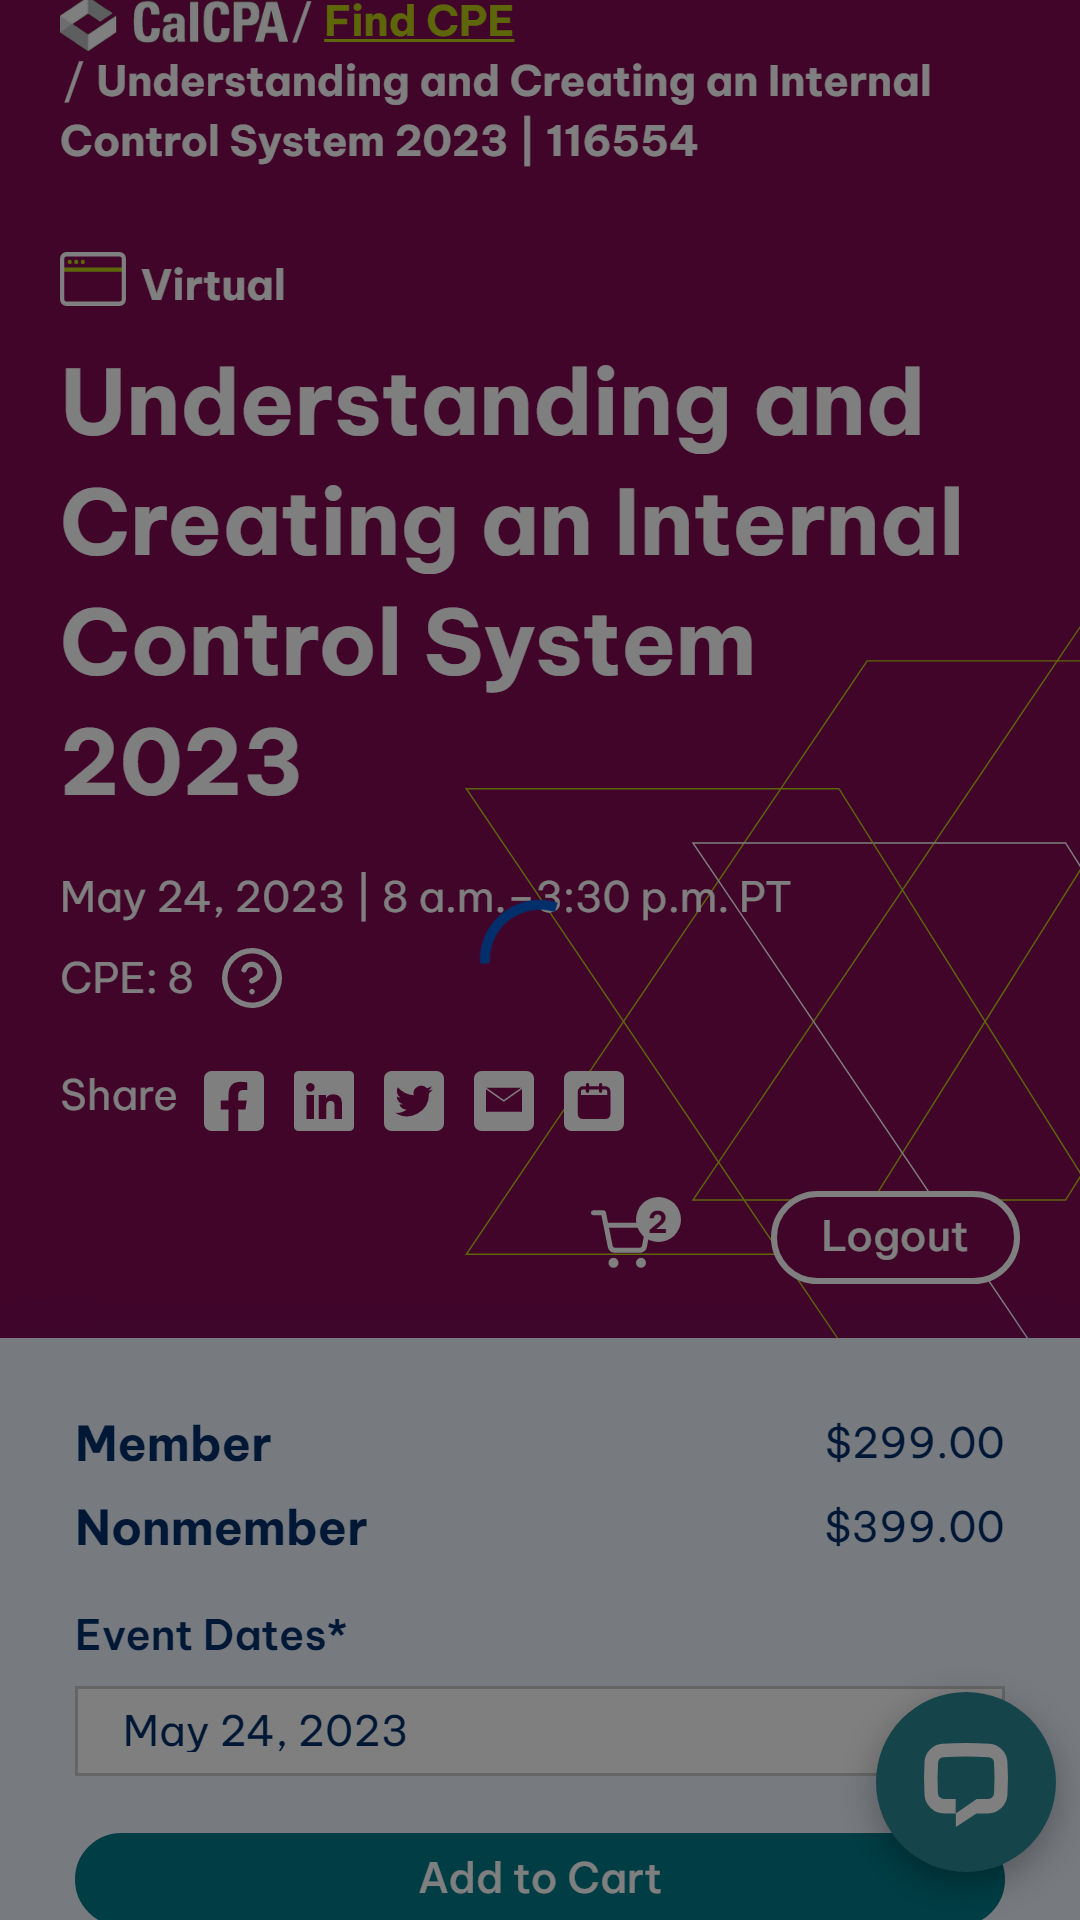 CalCPA / Find CPE
/ Understanding and Creating an Internal
Control System 2023 | 116554
Virtual
Understanding and
Creating an Internal
Control System
2023
May 24, 2023 | 8 a.m.–3:30 p.m. PT
CPE: 8 ?
Share
2
Logout
Member $299.00
Nonmember $399.00
Event Dates*
May 24, 2023
Add to Cart